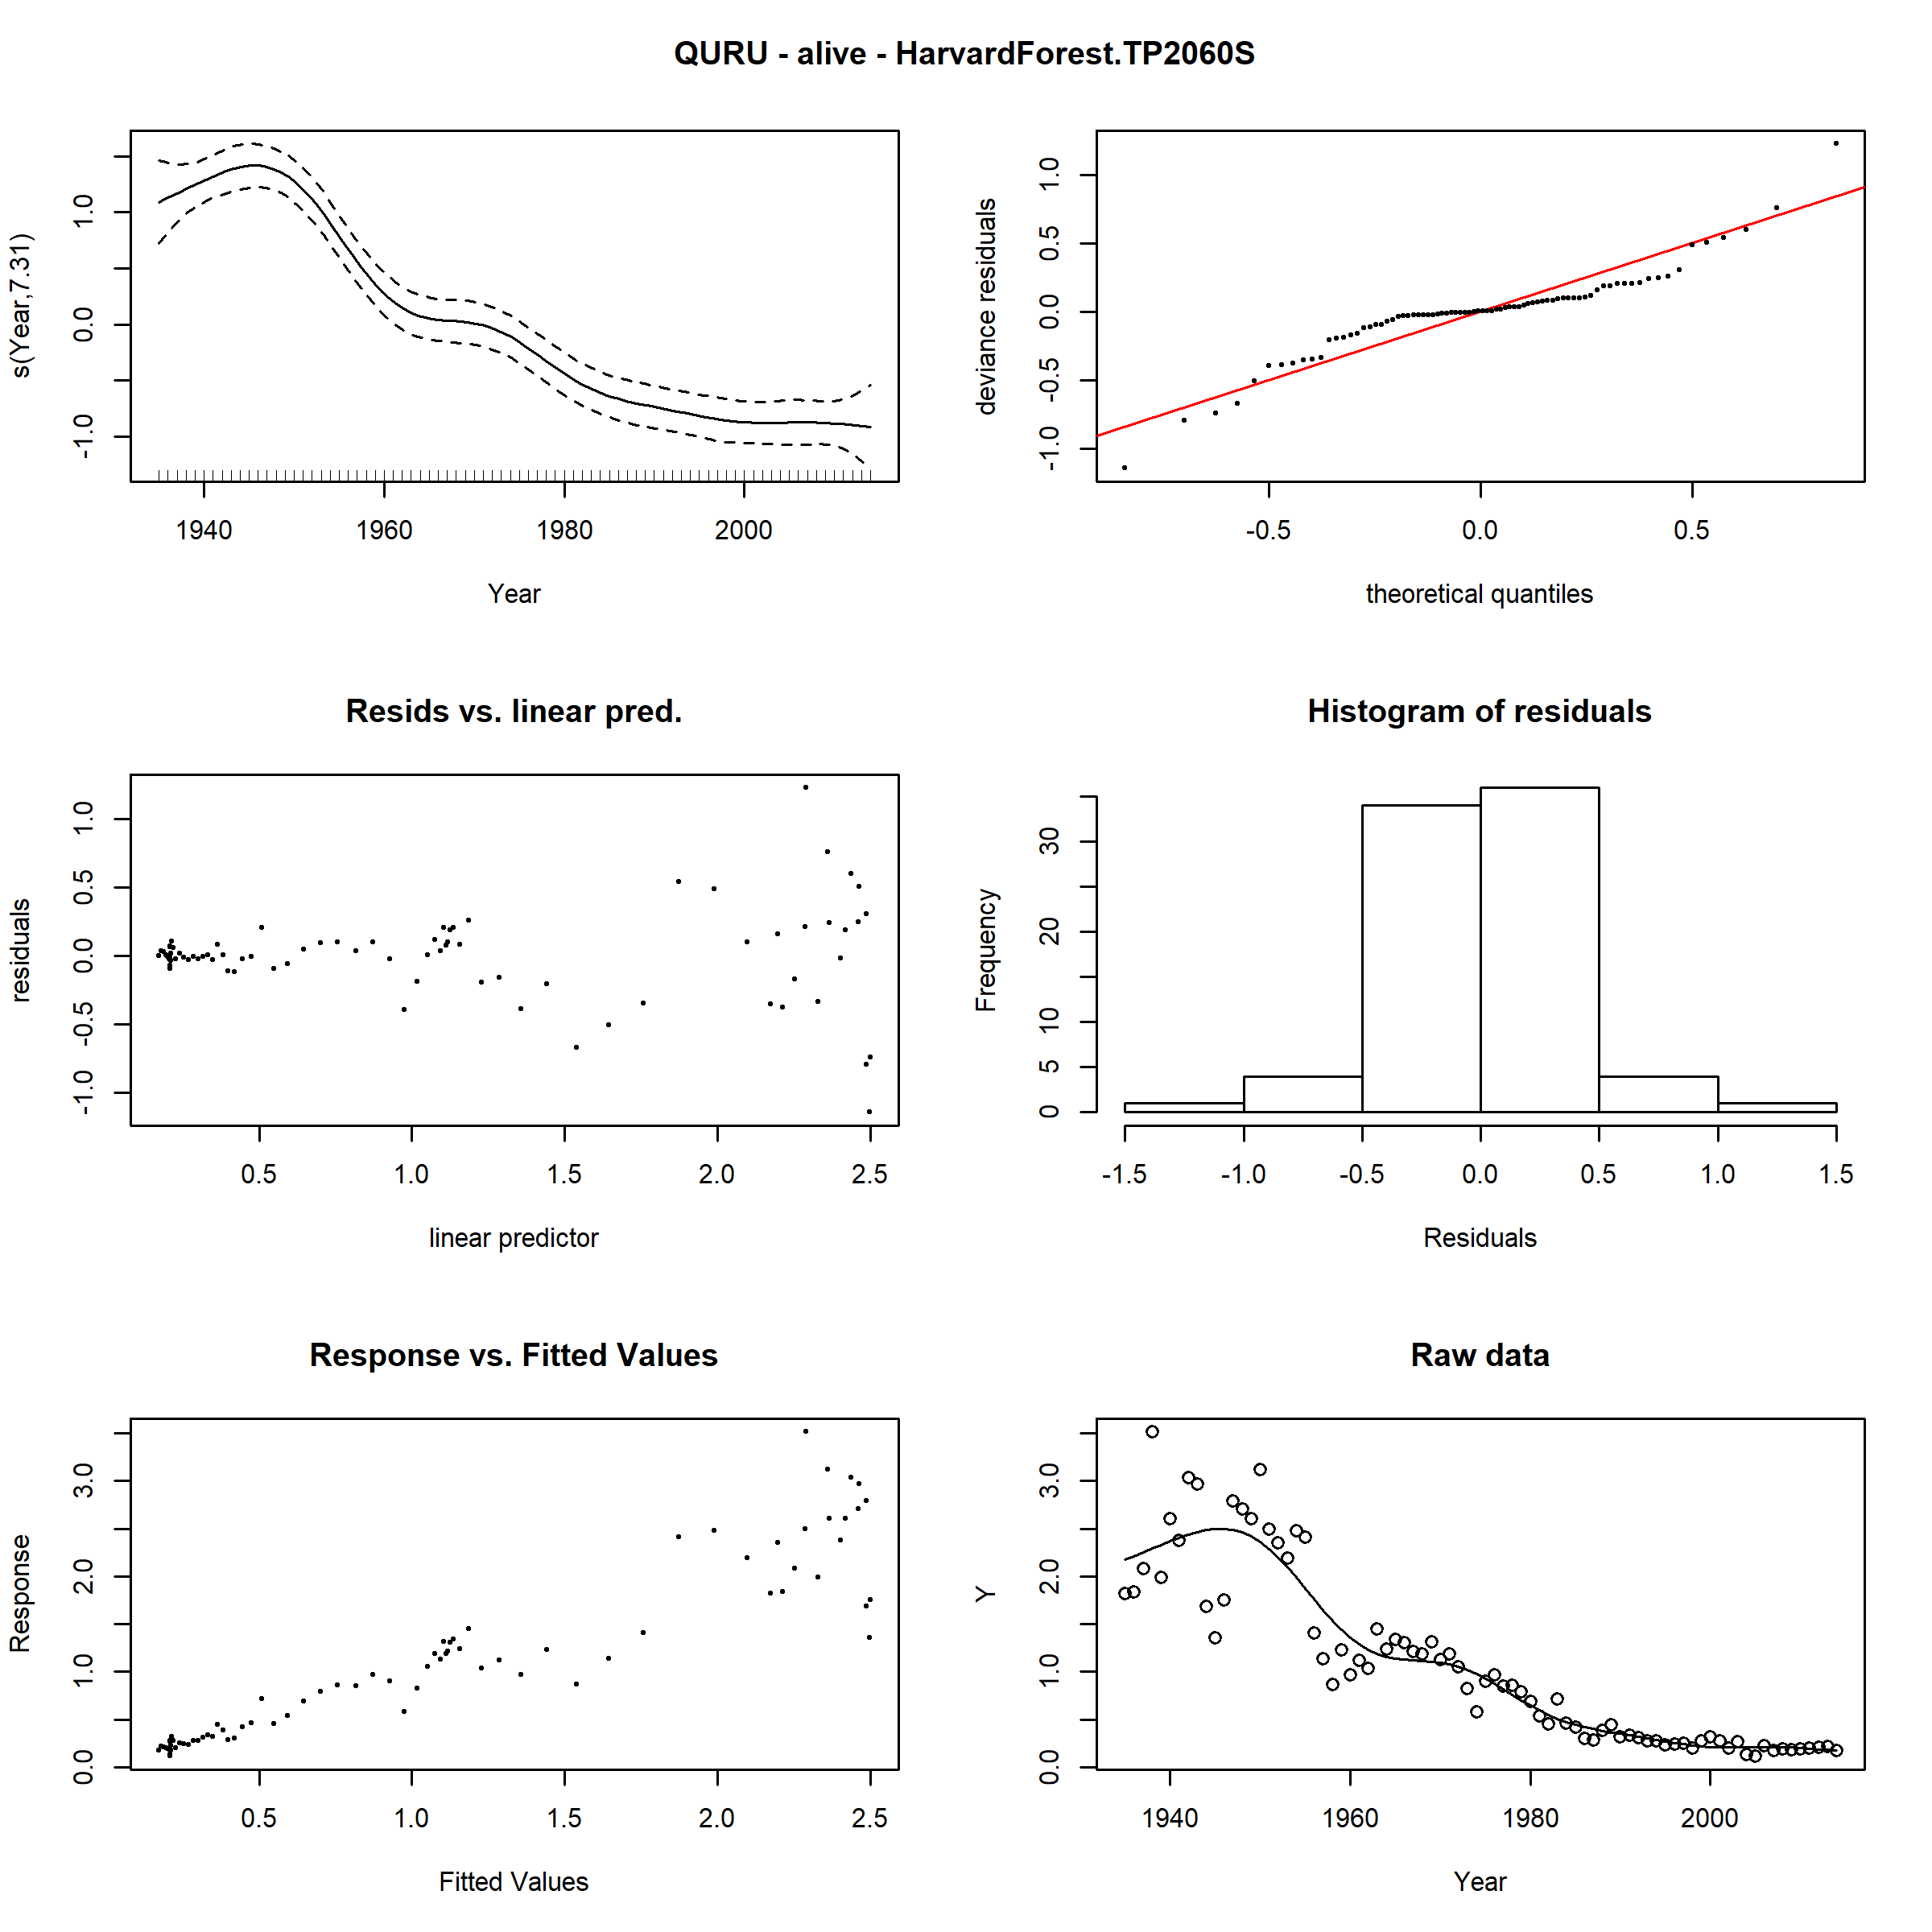 QURU - alive - HarvardForest.TP2060S
s(Year,7.31)
-1.0 0.0 1.0
1940 1960 1980 2000
Year
deviance residuals
-1.0 -0.5 0.0 0.5 1.0
-0.5 0.0 0.5
theoretical quantiles
Resids vs. linear pred.
residuals
-1.0 -0.5 0.0 0.5 1.0
0.5 1.0 1.5 2.0 2.5
linear predictor
Histogram of residuals
Frequency
0 5 10 20 30
-1.5 -1.0 -0.5 0.0 0.5 1.0 1.5
Residuals
Response vs. Fitted Values
Response
0.0 1.0 2.0 3.0
0.5 1.0 1.5 2.0 2.5
Fitted Values
Raw data
Y
0.0 1.0 2.0 3.0
1940 1960 1980 2000
Year